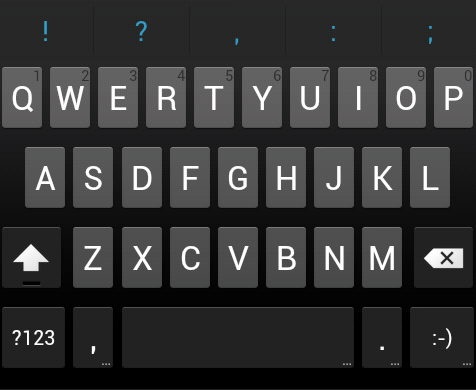 ! ? , : ;
1 2 3 4 5 6 7 8 9 0
Q W E R T Y U I O P
A S D F G H J K L
Z X C V B N M
?123 , ... ... . ... :-) ...